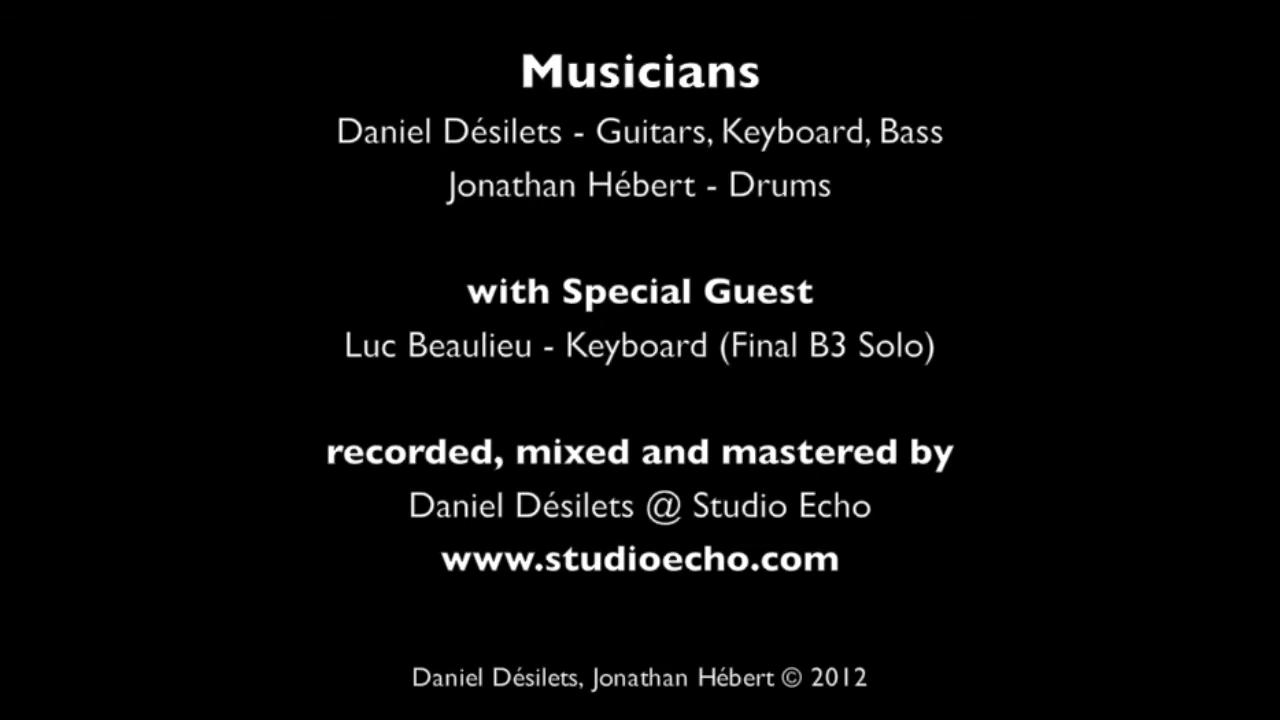 Musicians
Daniel Désilets - Guitars, Keyboard, Bass
Jonathan Hébert - Drums
with Special Guest
Luc Beaulieu - Keyboard (Final B3 Solo)
recorded, mixed and mastered by
Daniel Désilets @ Studio Echo
www.studioecho.com
Daniel Désilets, Jonathan Hébert © 2012